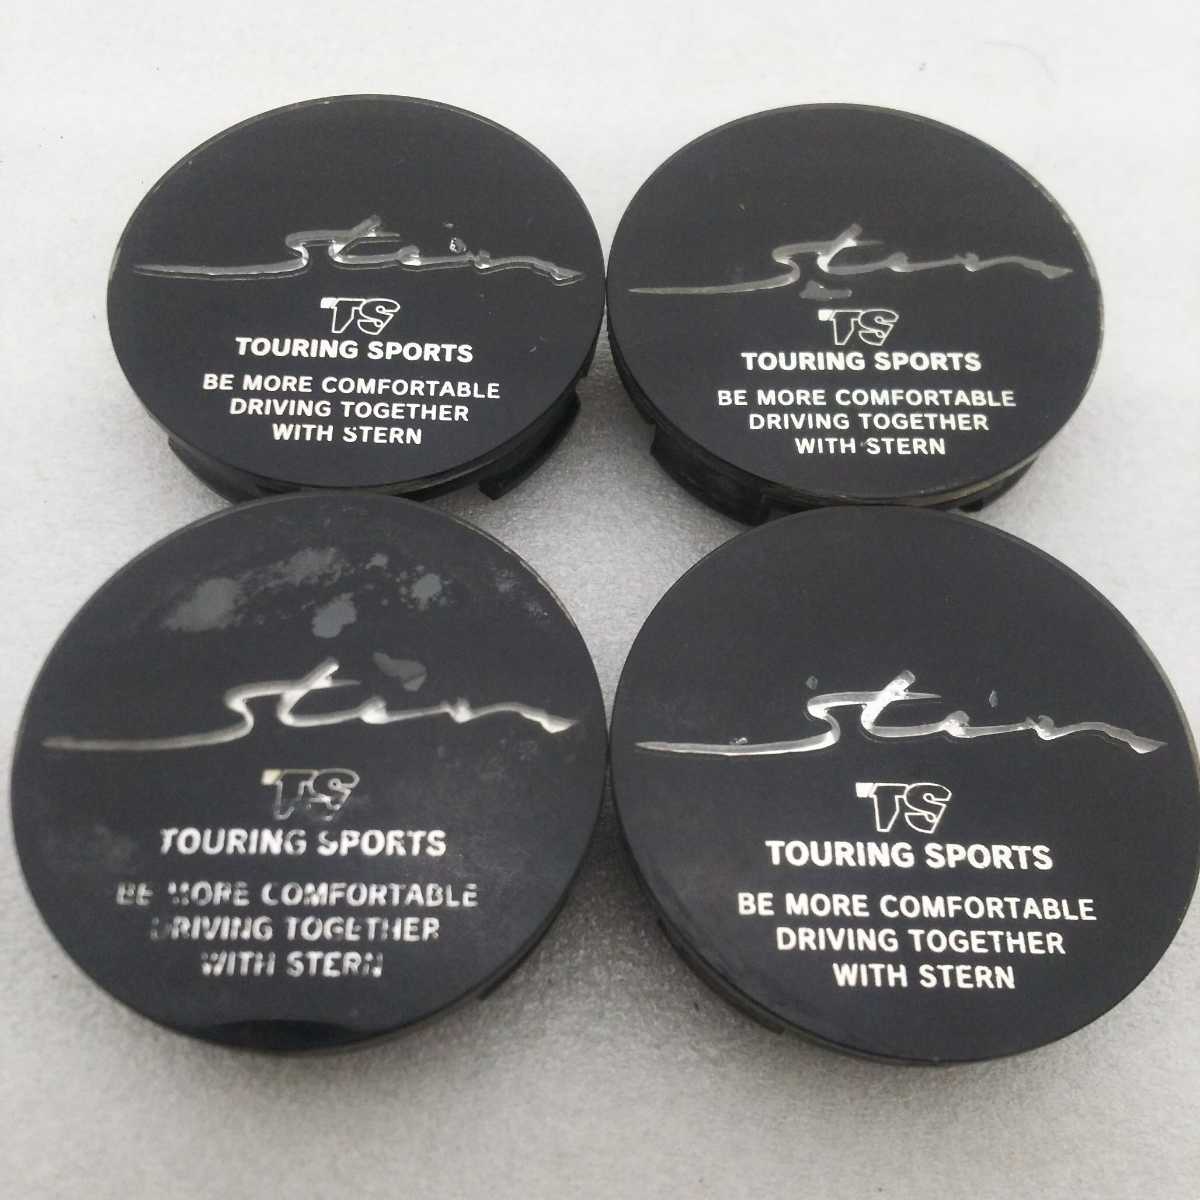 Stern
TS
TOURING SPORTS
BE MORE COMFORTABLE
DRIVING TOGETHER
WITH STERN
Stern
TS
TOURING SPORTS
BE MORE COMFORTABLE
DRIVING TOGETHER
WITH STERN
Stern
TS
TOURING SPORTS
BE MORE COMFORTABLE
DRIVING TOGETHER
WITH STERN
Stern
TS
TOURING SPORTS
BE MORE COMFORTABLE
DRIVING TOGETHER
WITH STERN